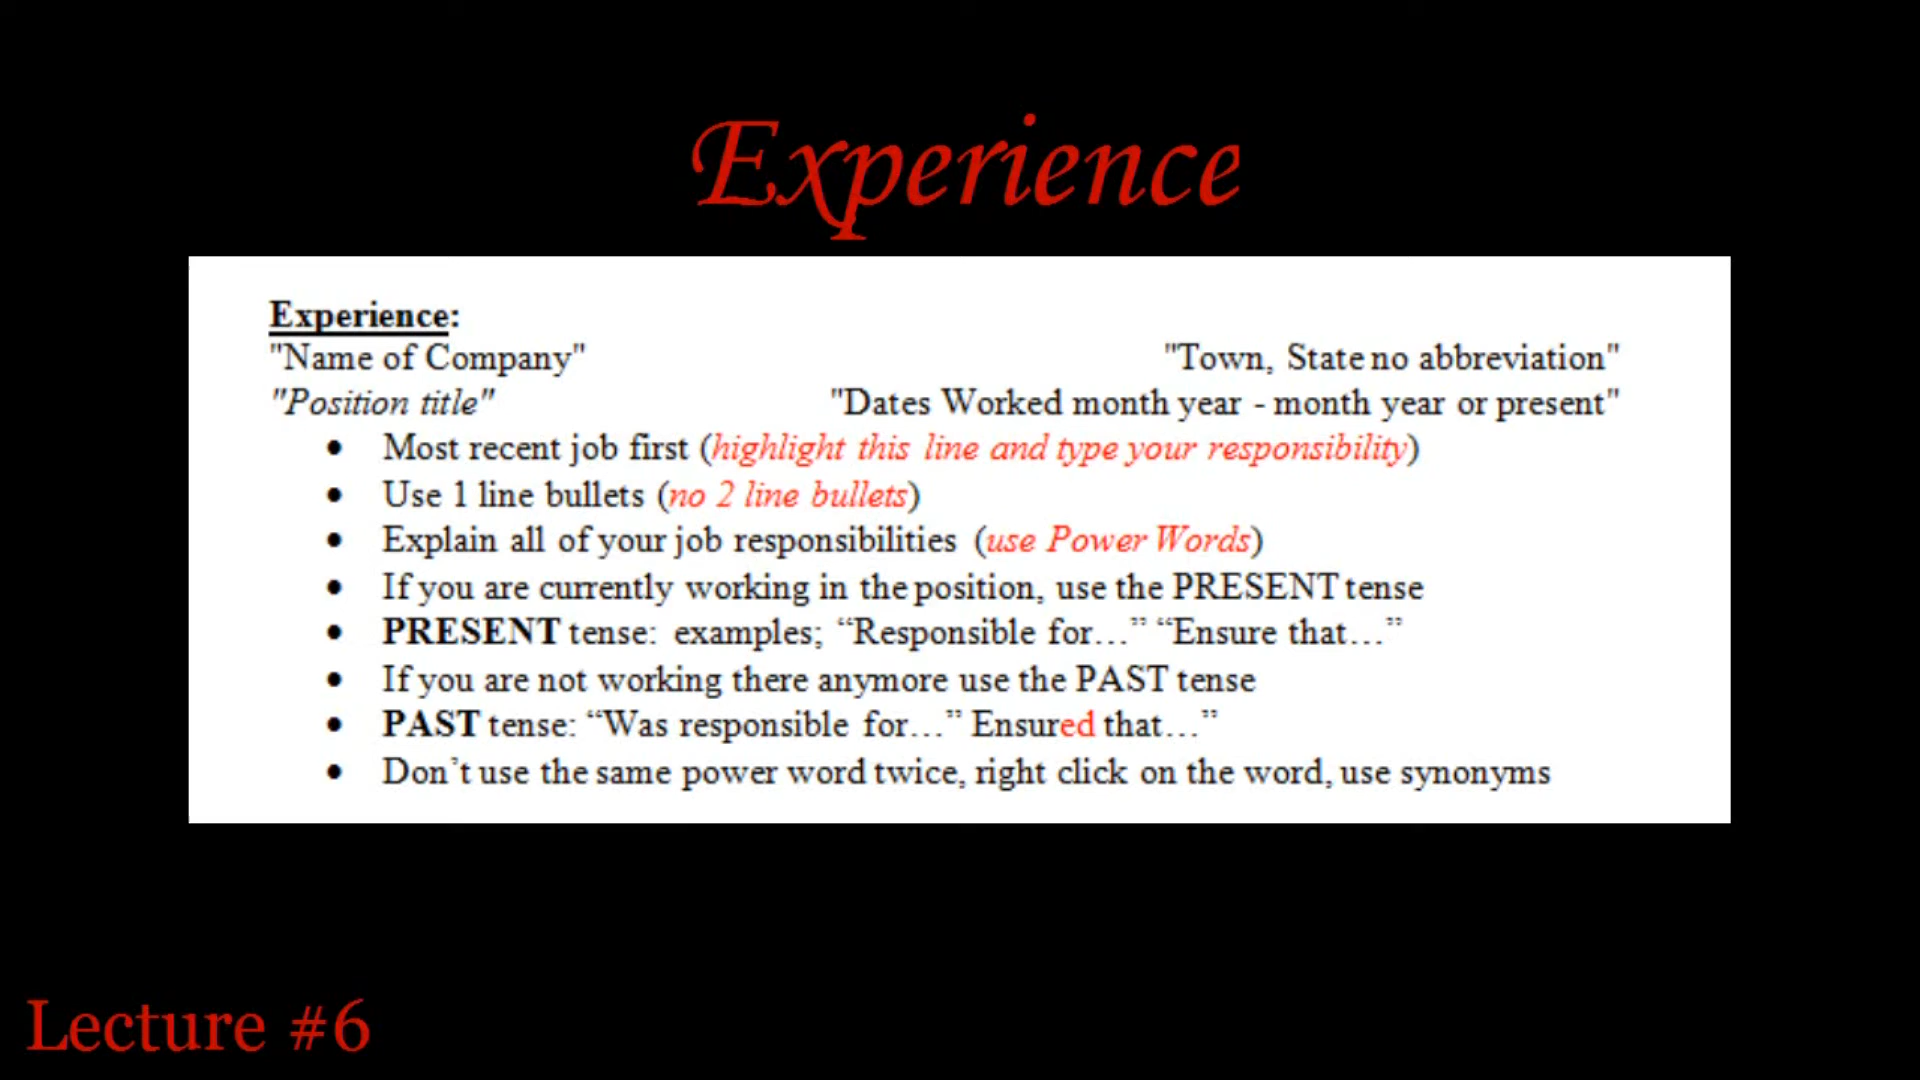 Experience
Experience:
"Name of Company" "Town, State no abbreviation"
"Position title" "Dates Worked month year - month year or present"
• Most recent job first (highlight this line and type your responsibility)
• Use 1 line bullets (no 2 line bullets)
• Explain all of your job responsibilities (use Power Words)
• If you are currently working in the position, use the PRESENT tense
• PRESENT tense: examples; “Responsible for…” “Ensure that…”
• If you are not working there anymore use the PAST tense
• PAST tense: “Was responsible for…” Ensured that…”
• Don’t use the same power word twice, right click on the word, use synonyms
Lecture #6